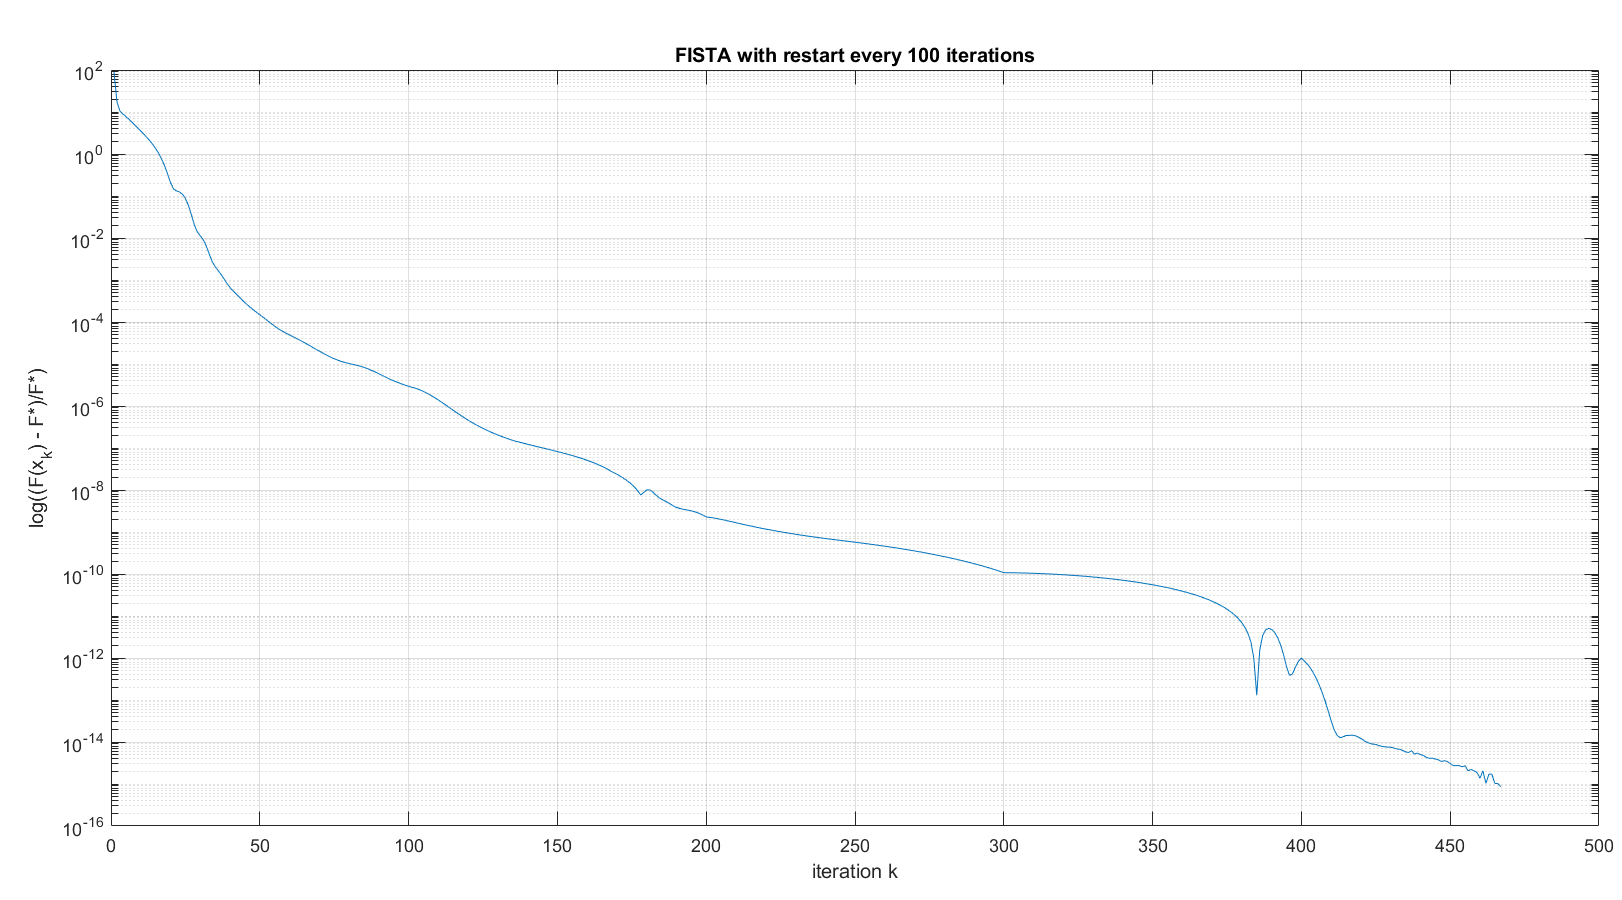 FISTA with restart every 100 iterations
log((F(x_k) - F*)/F*)
10^2
10^0
10^-2
10^-4
10^-6
10^-8
10^-10
10^-12
10^-14
10^-16
0 50 100 150 200 250 300 350 400 450 500
iteration k